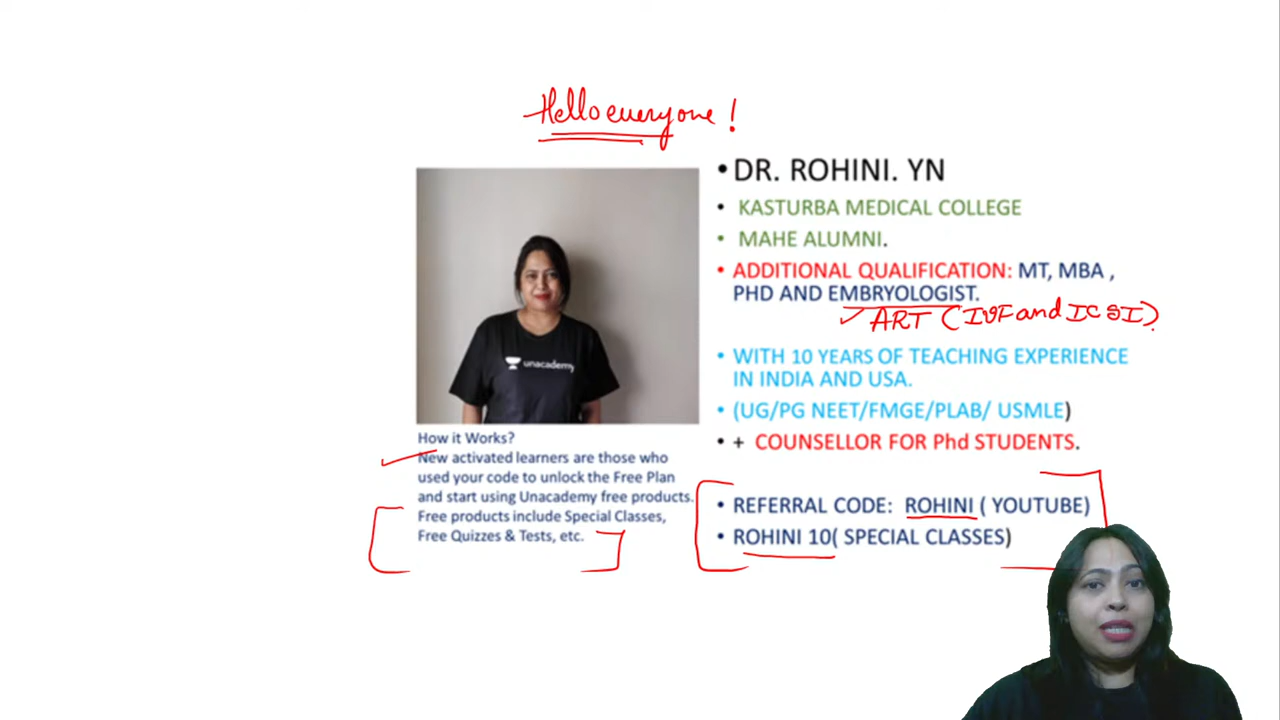 Hello everyone!
• DR. ROHINI. YN
• KASTURBA MEDICAL COLLEGE
• MAHE ALUMNI.
• ADDITIONAL QUALIFICATION: MT, MBA ,
PHD AND EMBRYOLOGIST.
ART (IVF and ICSI).
• WITH 10 YEARS OF TEACHING EXPERIENCE
IN INDIA AND USA.
• (UG/PG NEET/FMGE/PLAB/ USMLE)
• + COUNSELLOR FOR Phd STUDENTS.
• REFERRAL CODE: ROHINI ( YOUTUBE)
• ROHINI 10( SPECIAL CLASSES)
unacademy
How it Works?
New activated learners are those who
used your code to unlock the Free Plan
and start using Unacademy free products.
Free products include Special Classes,
Free Quizzes & Tests, etc.